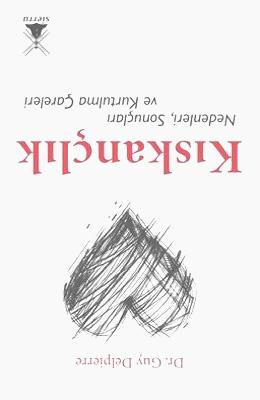 Dr. Guy Delpierre
Kıskançlık
Nedenleri, Sonuçları
ve Kurtulma Çareleri
sierra